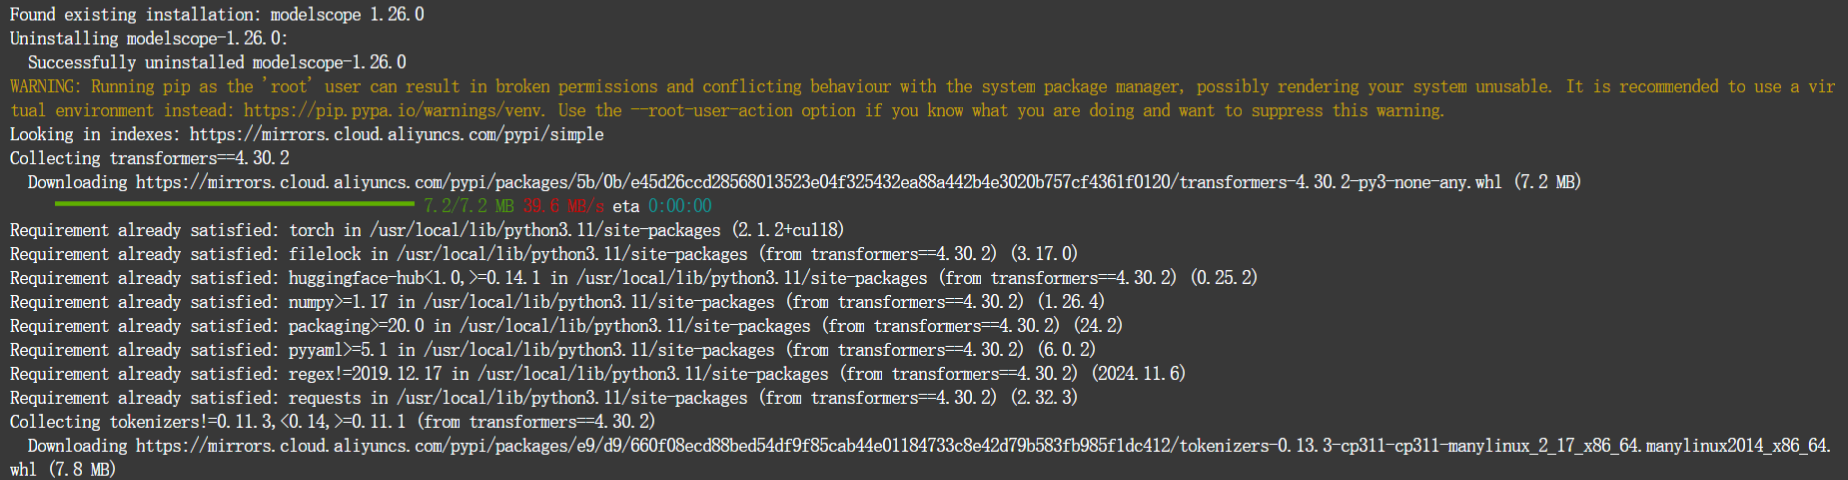 Found existing installation: modelscope 1.26.0
Uninstalling modelscope-1.26.0:
Successfully uninstalled modelscope-1.26.0
WARNING: Running pip as the 'root' user can result in broken permissions and conflicting behaviour with the system package manager, possibly rendering your system unusable. It is recommended to use a vir
tual environment instead: https://pip.pypa.io/warnings/venv. Use the --root-user-action option if you know what you are doing and want to suppress this warning.
Looking in indexes: https://mirrors.cloud.aliyuncs.com/pypi/simple
Collecting transformers==4.30.2
Downloading https://mirrors.cloud.aliyuncs.com/pypi/packages/5b/0b/e45d26ccd28568013523e04f325432ea88a442b4e3020b757cf4361f0120/transformers-4.30.2-py3-none-any.whl (7.2 MB)
7.2/7.2 MB 39.6 MB/s eta 0:00:00
Requirement already satisfied: torch in /usr/local/lib/python3.11/site-packages (2.1.2+cu118)
Requirement already satisfied: filelock in /usr/local/lib/python3.11/site-packages (from transformers==4.30.2) (3.17.0)
Requirement already satisfied: huggingface-hub<1.0,>=0.14.1 in /usr/local/lib/python3.11/site-packages (from transformers==4.30.2) (0.25.2)
Requirement already satisfied: numpy>=1.17 in /usr/local/lib/python3.11/site-packages (from transformers==4.30.2) (1.26.4)
Requirement already satisfied: packaging>=20.0 in /usr/local/lib/python3.11/site-packages (from transformers==4.30.2) (24.2)
Requirement already satisfied: pyyaml>=5.1 in /usr/local/lib/python3.11/site-packages (from transformers==4.30.2) (6.0.2)
Requirement already satisfied: regex!=2019.12.17 in /usr/local/lib/python3.11/site-packages (from transformers==4.30.2) (2024.11.6)
Requirement already satisfied: requests in /usr/local/lib/python3.11/site-packages (from transformers==4.30.2) (2.32.3)
Collecting tokenizers!=0.11.3,<0.14,>=0.11.1 (from transformers==4.30.2)
Downloading https://mirrors.cloud.aliyuncs.com/pypi/packages/e9/d9/660f08ecd88bed54df9f85cab44e01184733c8e42d79b583fb985f1dc412/tokenizers-0.13.3-cp311-cp311-manylinux_2_17_x86_64.manylinux2014_x86_64.
whl (7.8 MB)